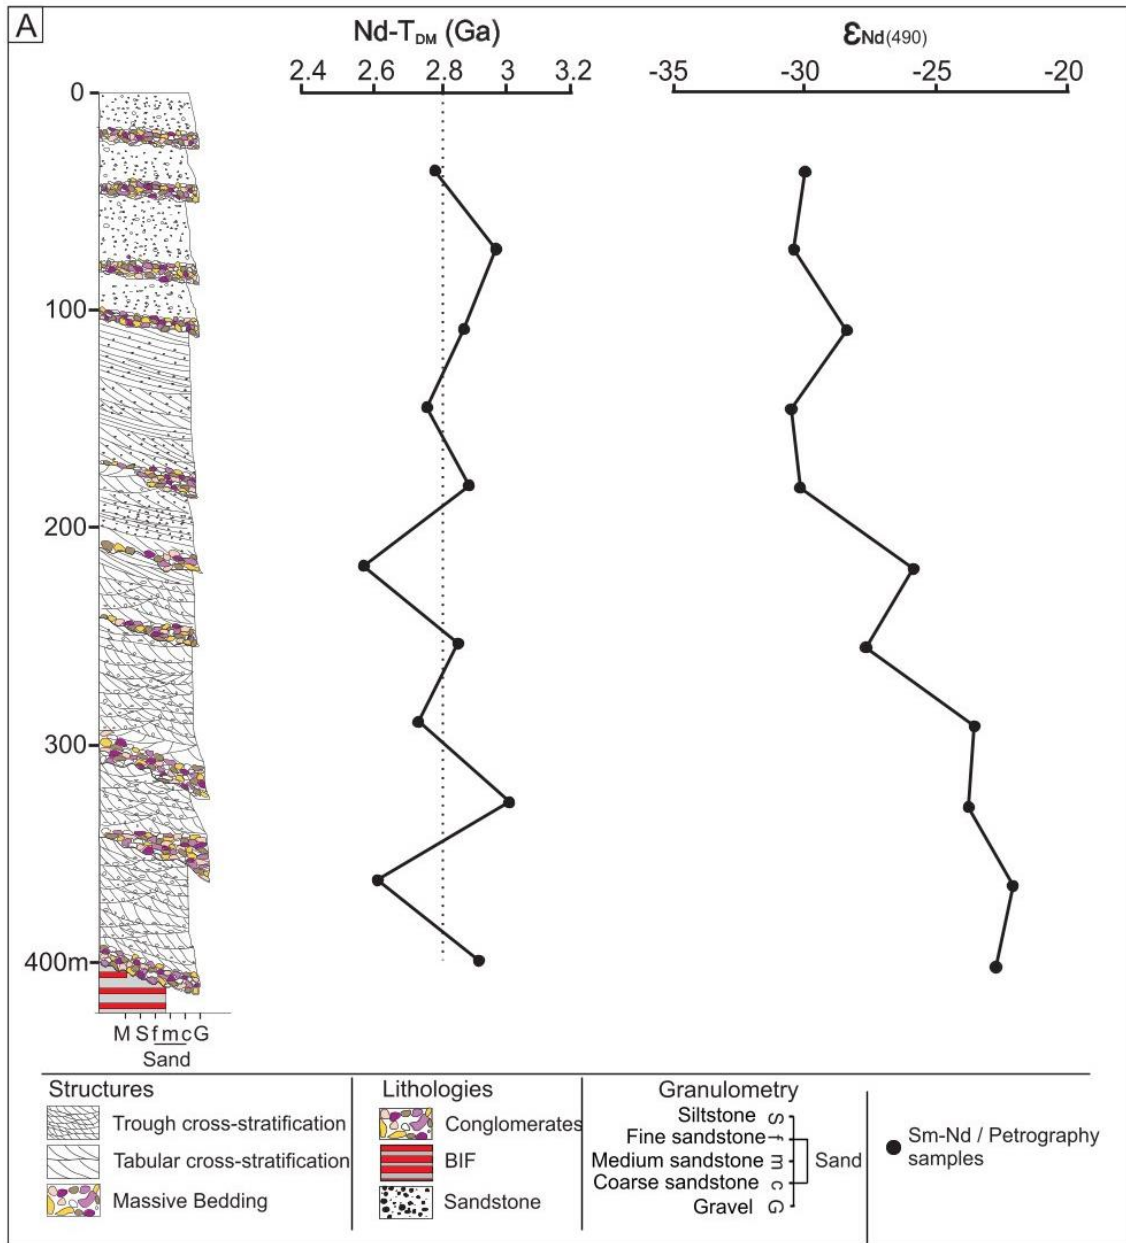 A
Nd-TDM (Ga)
εNd(490)
2.4 2.6 2.8 3 3.2
-35 -30 -25 -20
0
100
200
300
400m
M S f m c G
Sand
Structures
Trough cross-stratification
Tabular cross-stratification
Massive Bedding
Lithologies
Conglomerates
BIF
Sandstone
Granulometry
Siltstone S
Fine sandstone f
Medium sandstone m
Coarse sandstone c
Gravel G
Sand
Sm-Nd / Petrography
samples